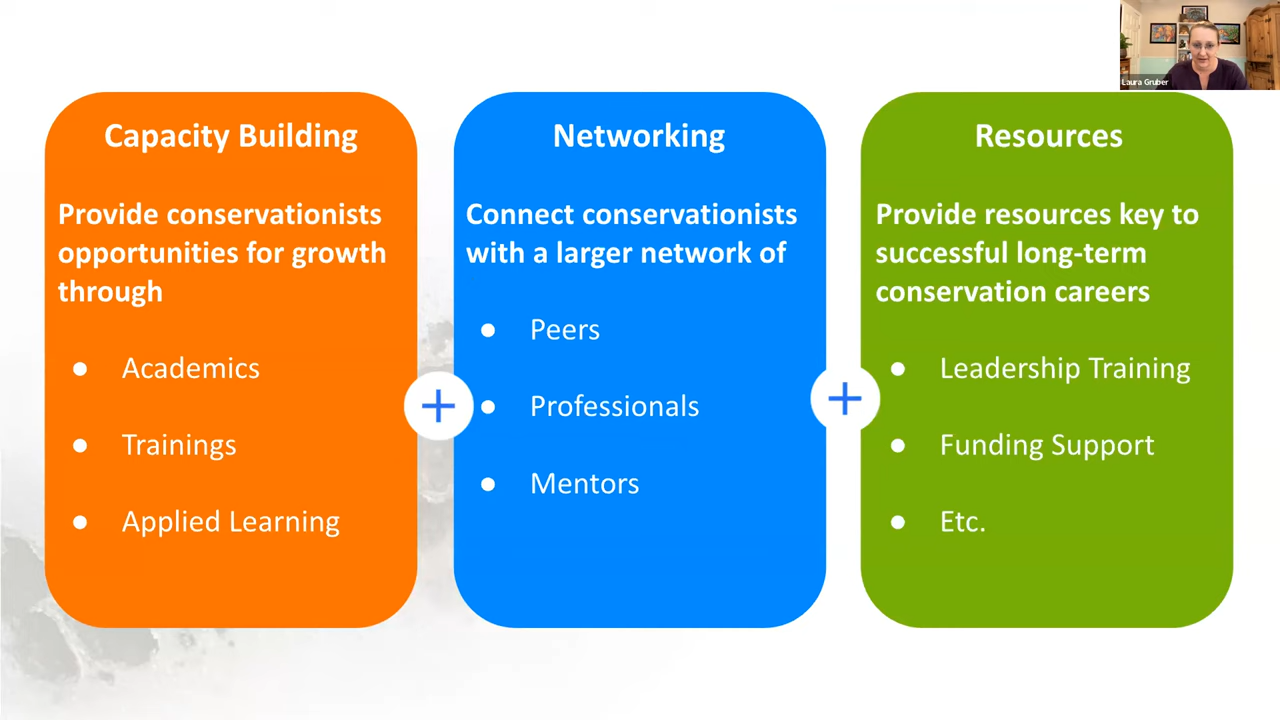 Laura Gruber
Capacity Building
Provide conservationists
opportunities for growth
through
● Academics
● Trainings
● Applied Learning
+
Networking
Connect conservationists
with a larger network of
● Peers
● Professionals
● Mentors
+
Resources
Provide resources key to
successful long-term
conservation careers
● Leadership Training
● Funding Support
● Etc.